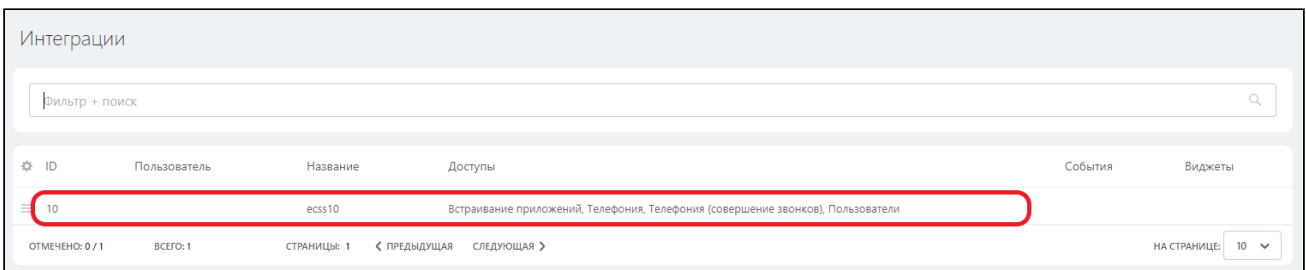 Интеграции
Фильтр + поиск
ID Пользователь Название Доступы События Виджеты
10 ecss10 Встраивание приложений, Телефония, Телефония (совершение звонков), Пользователи
ОТМЕЧЕНО: 0 / 1 ВСЕГО: 1 СТРАНИЦЫ: 1 ПРЕДЫДУЩАЯ СЛЕДУЮЩАЯ НА СТРАНИЦЕ: 10